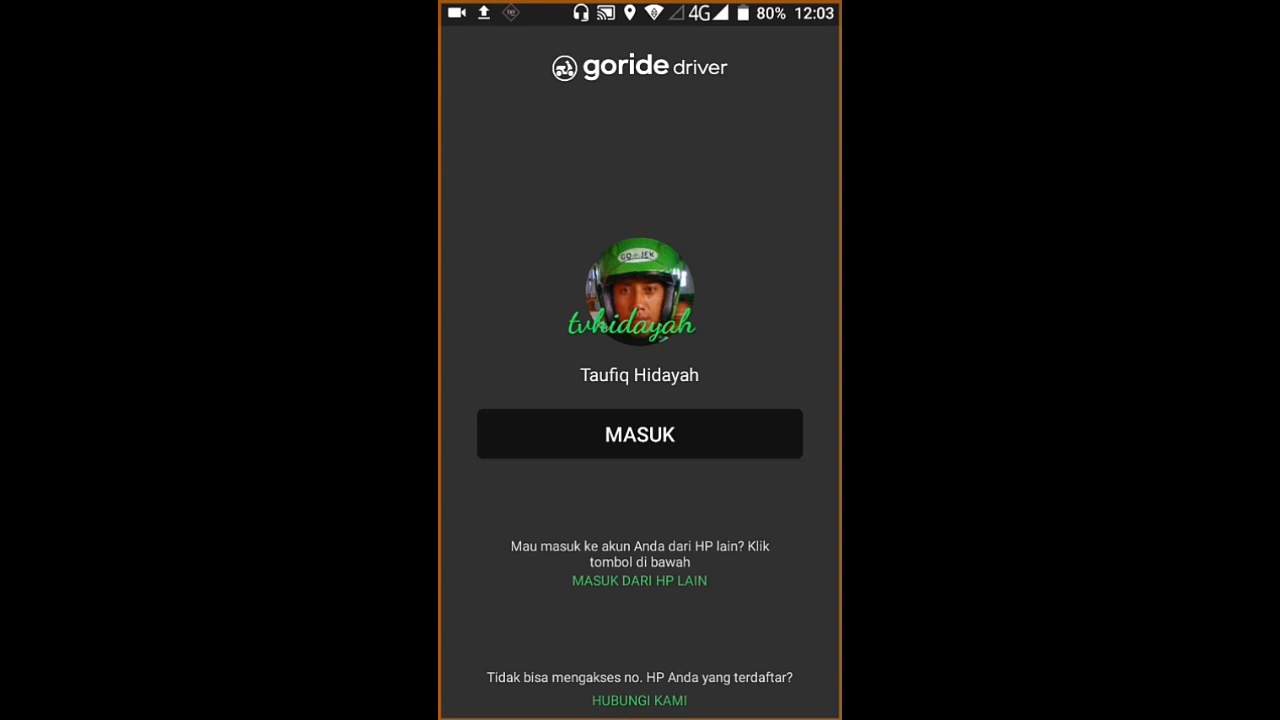 4G 80% 12:03
goride driver
GO JEK
tvhidayah
Taufiq Hidayah
MASUK
Mau masuk ke akun Anda dari HP lain? Klik
tombol di bawah
MASUK DARI HP LAIN
Tidak bisa mengakses no. HP Anda yang terdaftar?
HUBUNGI KAMI